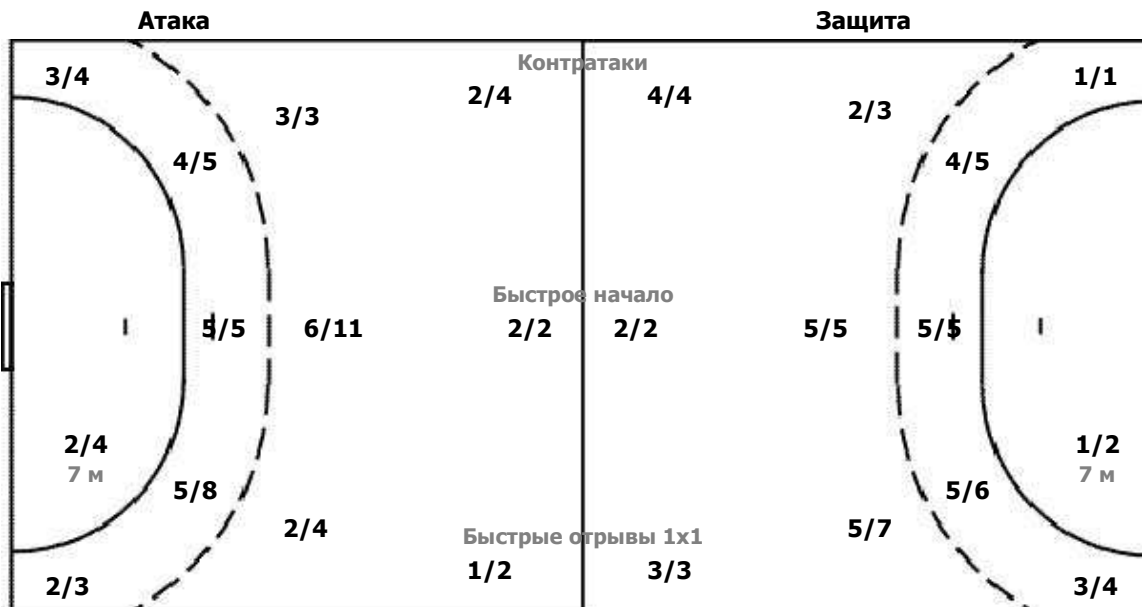 Атака Защита
Контратаки
3/4 2/4 4/4 1/1
3/3 2/3
4/5 4/5
Быстрое начало
5/5 6/11 2/2 2/2 5/5 5/5
2/4 1/2
7 м 7 м
5/8 5/6
2/4 Быстрые отрывы 1x1 5/7
1/2 3/3
2/3 3/4